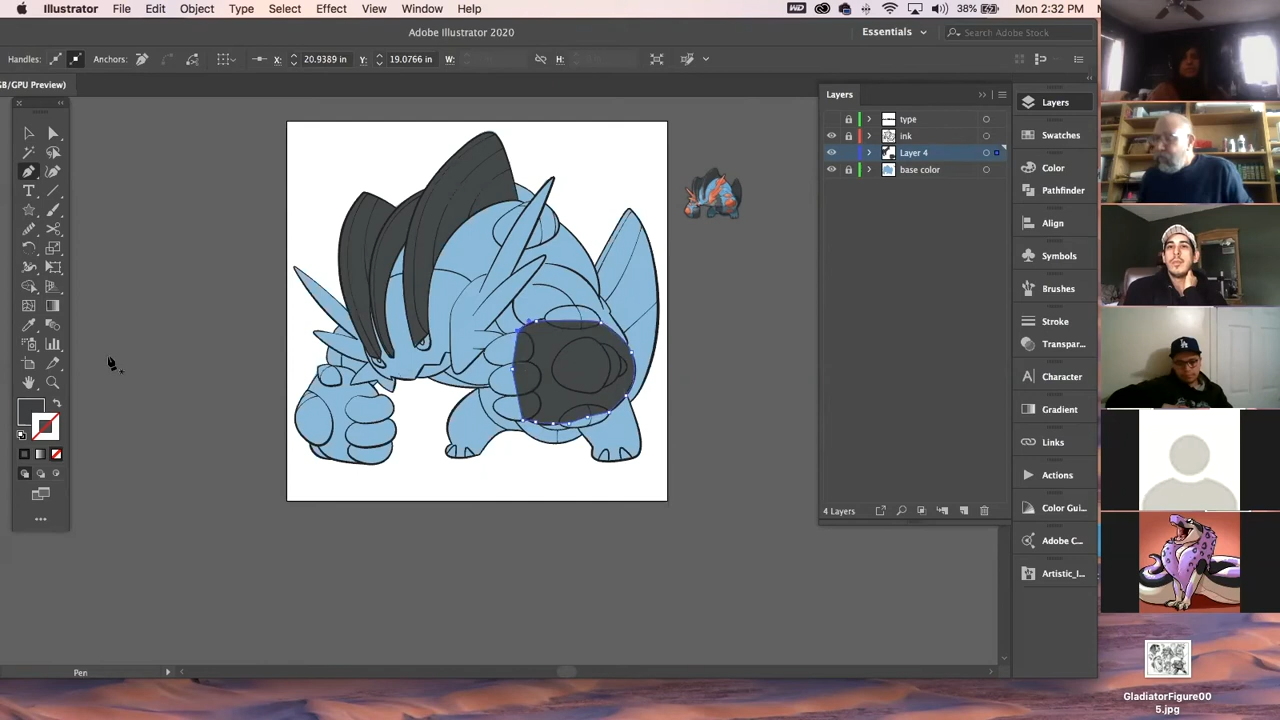 Illustrator File Edit Object Type Select Effect View Window Help 38% Mon 2:32 PM
Adobe Illustrator 2020
Essentials
Search Adobe Stock
Handles: Anchors: X: 20.9389 in Y: 19.0766 in W: H:
GB/GPU Preview)
Layers
type
ink
Layer 4
base color
4 Layers
Layers
Swatches
Color
Pathfinder
Align
Symbols
Brushes
Stroke
Transpar...
Character
Gradient
Links
Actions
Color Gui...
Adobe C...
Artistic_I...
Pen
GladiatorFigure00
5.jpg